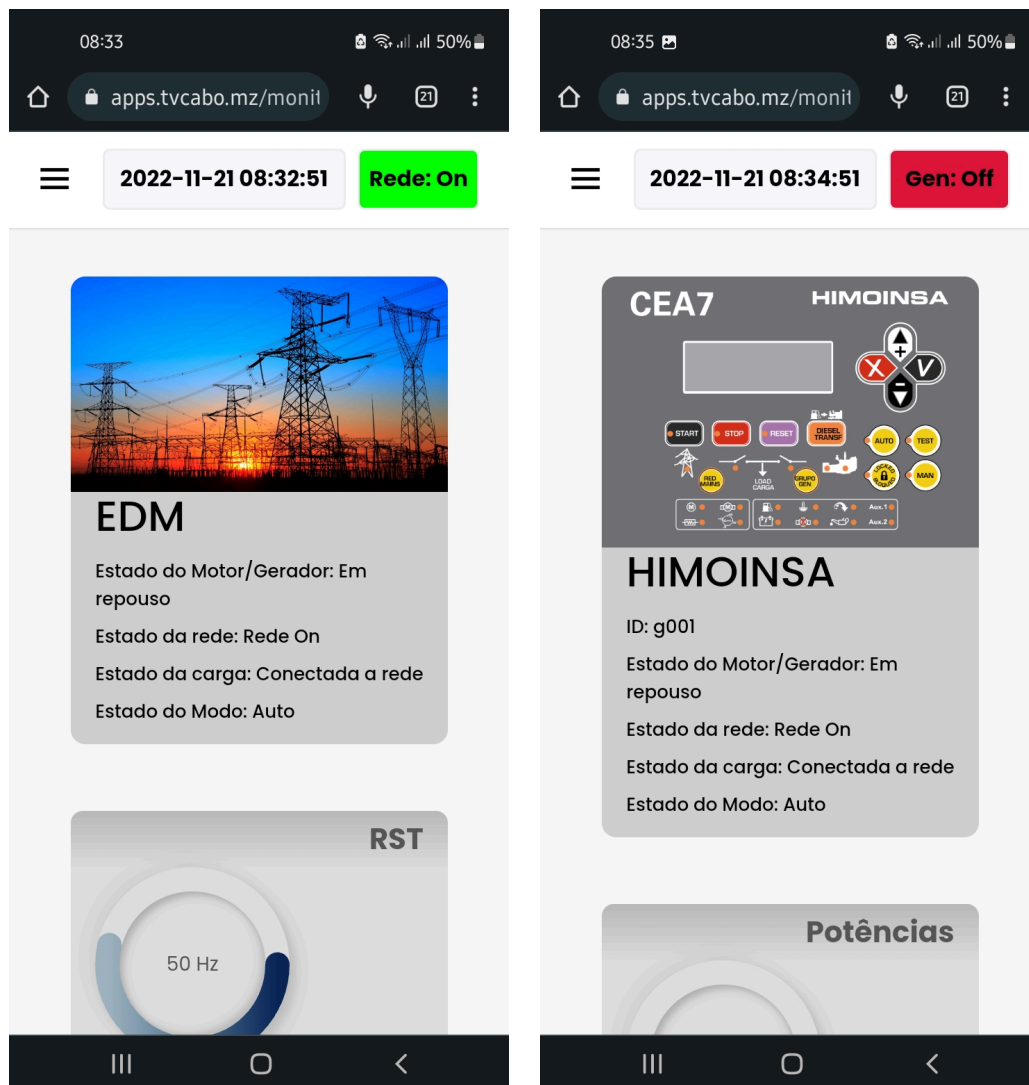 08:33
50%
apps.tvcabo.mz/monit
21
2022-11-21 08:32:51
Rede: On
EDM
Estado do Motor/Gerador: Em
repouso
Estado da rede: Rede On
Estado da carga: Conectada a rede
Estado do Modo: Auto
RST
50 Hz
08:35
50%
apps.tvcabo.mz/monit
21
2022-11-21 08:34:51
Gen: Off
CEA7
HIMOINSA
X
V
START
STOP
RESET
DIESEL
TRANSF
AUTO
TEST
RED
MAINS
LOAD
CARGA
GRUPO
GEN
LOCKED
BLOQUEO
MAN
Aux.1
Aux.2
HIMOINSA
ID: g001
Estado do Motor/Gerador: Em
repouso
Estado da rede: Rede On
Estado da carga: Conectada a rede
Estado do Modo: Auto
Potências